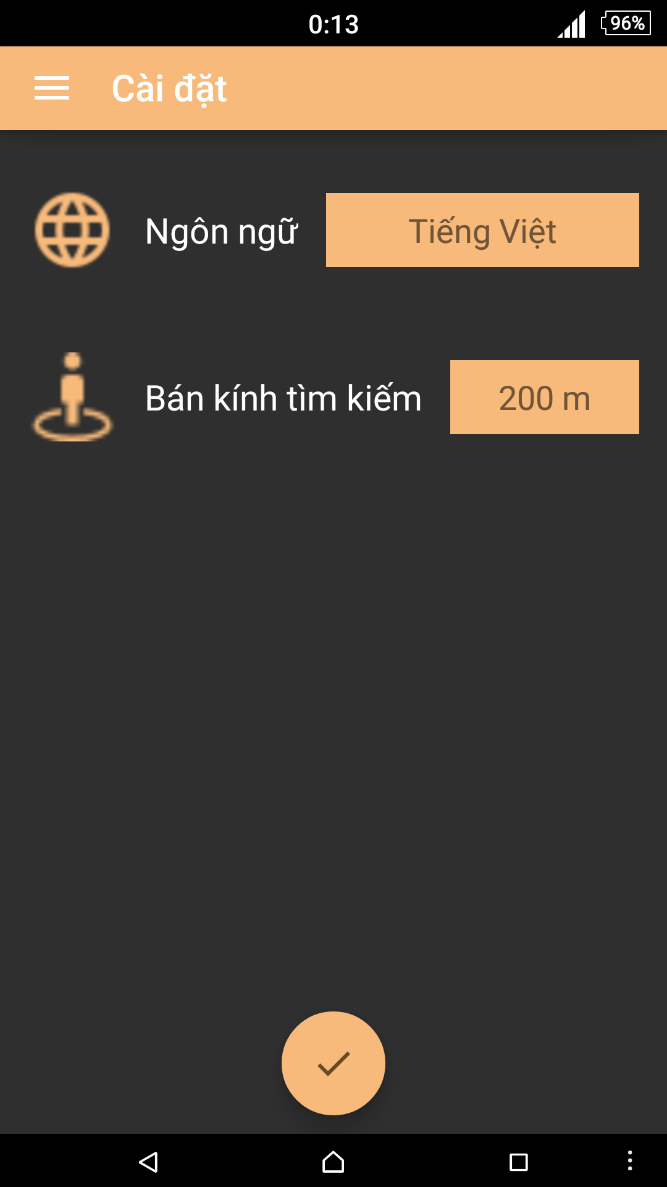 0:13
96%
Cài đặt
Ngôn ngữ
Tiếng Việt
Bán kính tìm kiếm
200 m